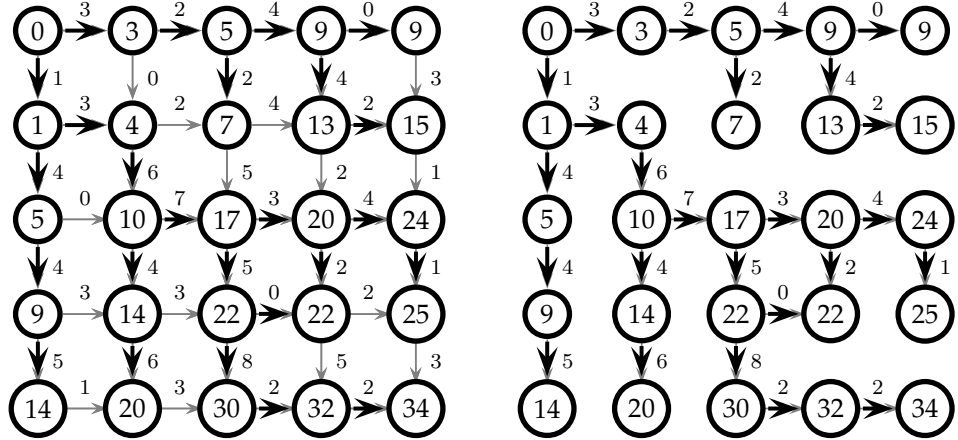 3 2 4 0 3 2 4 0
0 3 5 9 9 0 3 5 9 9
1 0 2 4 3 1 2 4
3 2 4 2 3 2
1 4 7 13 15 1 4 7 13 15
4 6 5 2 1 4 6
0 7 3 4 7 3 4
5 10 17 20 24 5 10 17 20 24
4 4 5 2 1 4 4 5 2 1
3 3 0 2 0
9 14 22 22 25 9 14 22 22 25
5 6 8 5 3 5 6 8
1 3 2 2 2 2
14 20 30 32 34 14 20 30 32 34